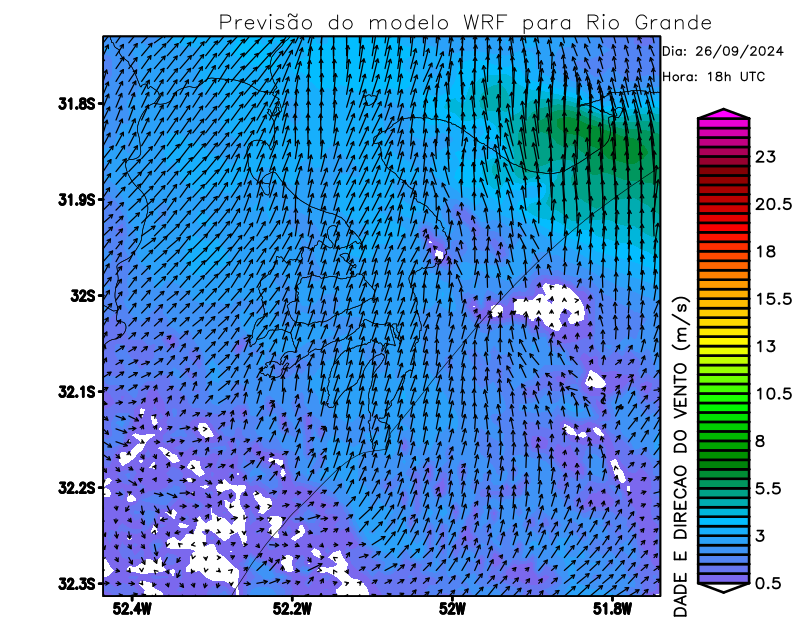 Previsão do modelo WRF para Rio Grande
Dia: 26/09/2024
Hora: 18h UTC
31.8S
31.9S
32S
32.1S
32.2S
32.3S
52.4W
52.2W
52W
51.8W
23
20.5
18
15.5
13
10.5
8
5.5
3
0.5
DADE E DIRECAO DO VENTO (m/s)